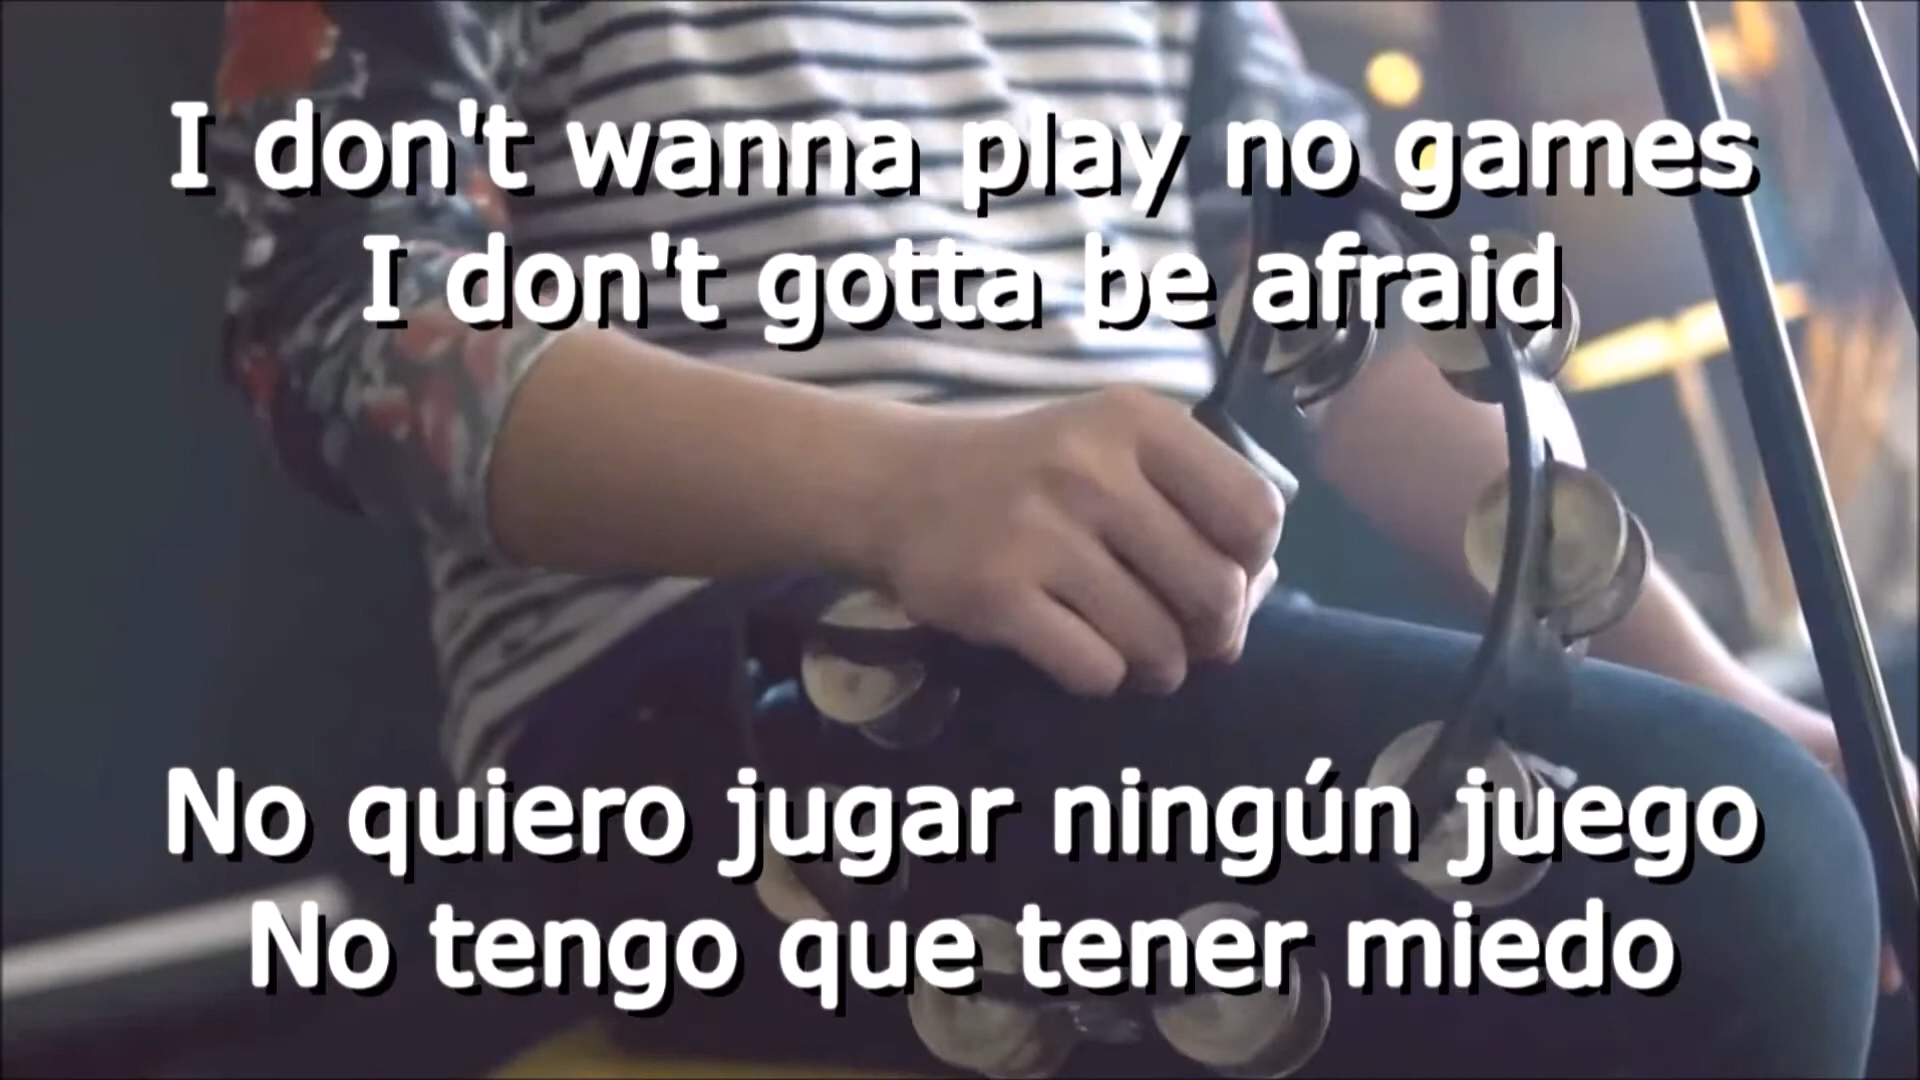 I don't wanna play no games
I don't gotta be afraid
No quiero jugar ningún juego
No tengo que tener miedo